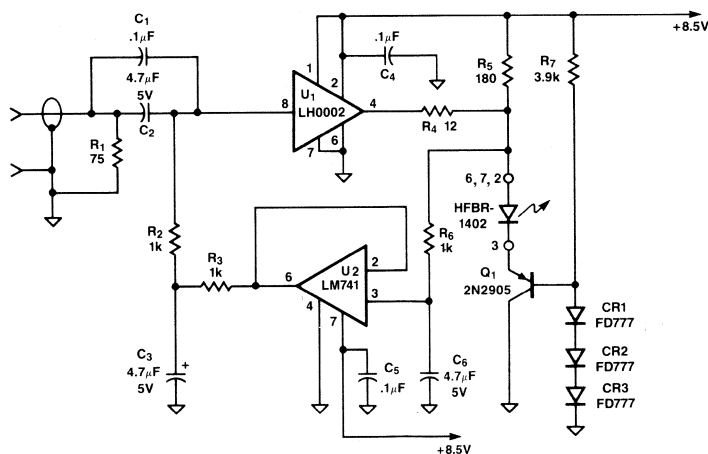 C1
.1µF
4.7µF
5V
C2
R1
75
.1µF
C4
1
2
U1
LH0002
8
4
7
6
R4 12
R5
180
R7
3.9k
+8.5V
6, 7, 2
HFBR-
1402
3
Q1
2N2905
R2
1k
R3
1k
R6
1k
U2
LM741
6
2
3
4
7
C3
4.7µF
5V
+
C5
.1µF
C6
4.7µF
5V
CR1
FD777
CR2
FD777
CR3
FD777
+8.5V